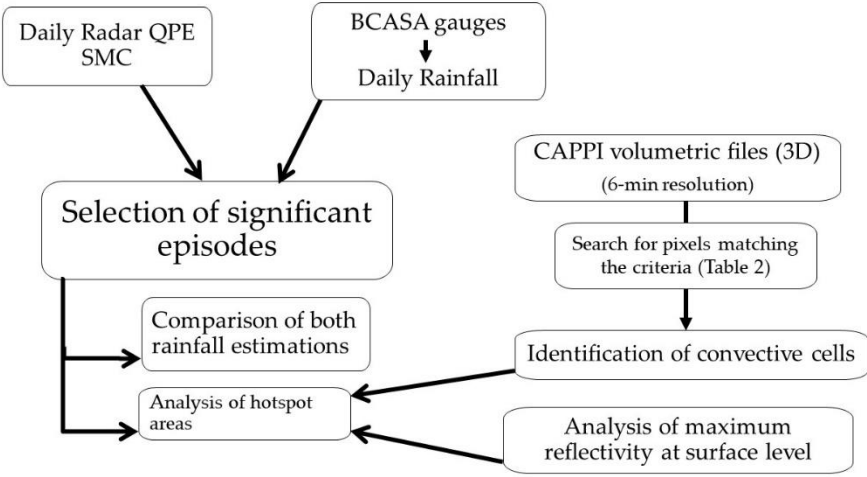 Daily Radar QPE
SMC
BCASA gauges
Daily Rainfall
CAPPI volumetric files (3D)
(6-min resolution)
Selection of significant
episodes
Search for pixels matching
the criteria (Table 2)
Comparison of both
rainfall estimations
Identification of convective cells
Analysis of hotspot
areas
Analysis of maximum
reflectivity at surface level